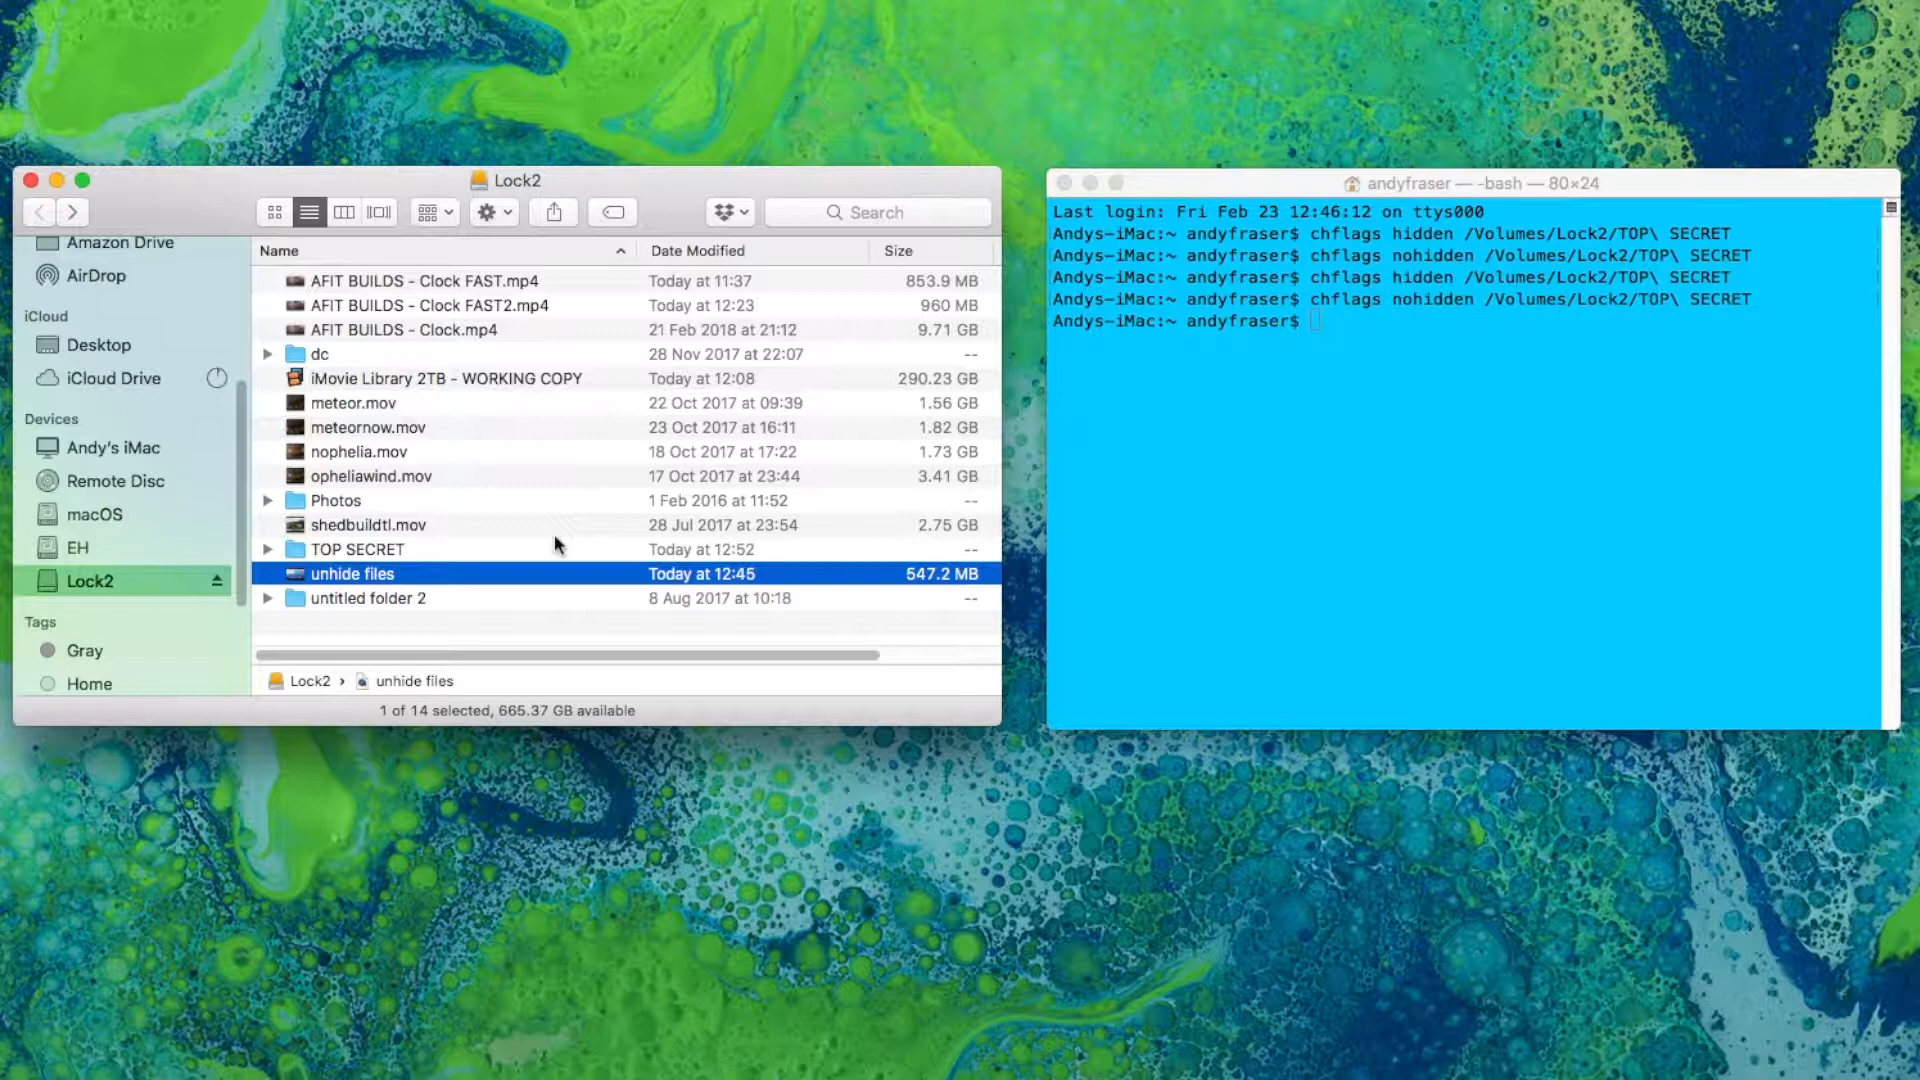 Lock2
Search
Amazon Drive
AirDrop
iCloud
Desktop
iCloud Drive
Devices
Andy's iMac
Remote Disc
macOS
EH
Lock2
Tags
Gray
Home
Name Date Modified Size
AFIT BUILDS - Clock FAST.mp4 Today at 11:37 853.9 MB
AFIT BUILDS - Clock FAST2.mp4 Today at 12:23 960 MB
AFIT BUILDS - Clock.mp4 21 Feb 2018 at 21:12 9.71 GB
dc 28 Nov 2017 at 22:07 --
iMovie Library 2TB - WORKING COPY Today at 12:08 290.23 GB
meteor.mov 22 Oct 2017 at 09:39 1.56 GB
meteornow.mov 23 Oct 2017 at 16:11 1.82 GB
nophelia.mov 18 Oct 2017 at 17:22 1.73 GB
opheliawind.mov 17 Oct 2017 at 23:44 3.41 GB
Photos 1 Feb 2016 at 11:52 --
shedbuildtl.mov 28 Jul 2017 at 23:54 2.75 GB
TOP SECRET Today at 12:52 --
unhide files Today at 12:45 547.2 MB
untitled folder 2 8 Aug 2017 at 10:18 --
Lock2 › unhide files
1 of 14 selected, 665.37 GB available
andyfraser — -bash — 80×24
Last login: Fri Feb 23 12:46:12 on ttys000
Andys-iMac:~ andyfraser$ chflags hidden /Volumes/Lock2/TOP\ SECRET
Andys-iMac:~ andyfraser$ chflags nohidden /Volumes/Lock2/TOP\ SECRET
Andys-iMac:~ andyfraser$ chflags hidden /Volumes/Lock2/TOP\ SECRET
Andys-iMac:~ andyfraser$ chflags nohidden /Volumes/Lock2/TOP\ SECRET
Andys-iMac:~ andyfraser$